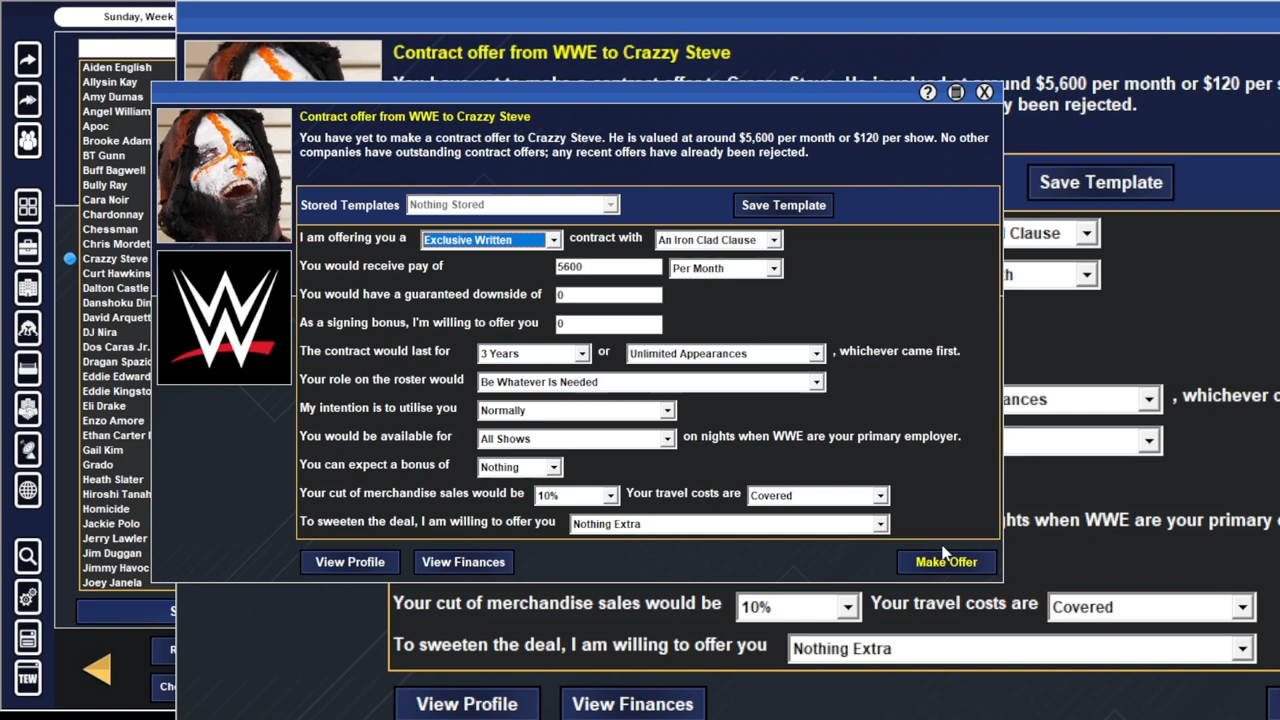 Sunday, Week
Contract offer from WWE to Crazzy Steve
und $5,600 per month or $120 per s
y been rejected.
Save Template
Clause
ances
, whichever c
hts when WWE are your primary
Your cut of merchandise sales would be 10% Your travel costs are Covered
To sweeten the deal, I am willing to offer you Nothing Extra
View Profile View Finances
Aiden English
Allysin Kay
Amy Dumas
Angel William
Apoc
Brooke Adam
BT Gunn
Buff Bagwell
Bully Ray
Cara Noir
Chardonnay
Chessman
Chris Mordet
Crazzy Steve
Curt Hawkins
Dalton Castle
Danshoku Din
David Arquett
DJ Nira
Dos Caras Jr.
Dragan Spazio
Eddie Edward
Eddie Kingsto
Eli Drake
Enzo Amore
Ethan Carter I
Gail Kim
Grado
Heath Slater
Hiroshi Tanah
Homicide
Jackie Polo
Jerry Lawler
Jim Duggan
Jimmy Havoc
Joey Janela
TEW
Contract offer from WWE to Crazzy Steve
You have yet to make a contract offer to Crazzy Steve. He is valued at around $5,600 per month or $120 per show. No other
companies have outstanding contract offers; any recent offers have already been rejected.
Stored Templates Nothing Stored Save Template
I am offering you a Exclusive Written contract with An Iron Clad Clause
You would receive pay of 5600 Per Month
You would have a guaranteed downside of 0
As a signing bonus, I'm willing to offer you 0
The contract would last for 3 Years or Unlimited Appearances , whichever came first.
Your role on the roster would Be Whatever Is Needed
My intention is to utilise you Normally
You would be available for All Shows on nights when WWE are your primary employer.
You can expect a bonus of Nothing
Your cut of merchandise sales would be 10% Your travel costs are Covered
To sweeten the deal, I am willing to offer you Nothing Extra
View Profile View Finances Make Offer